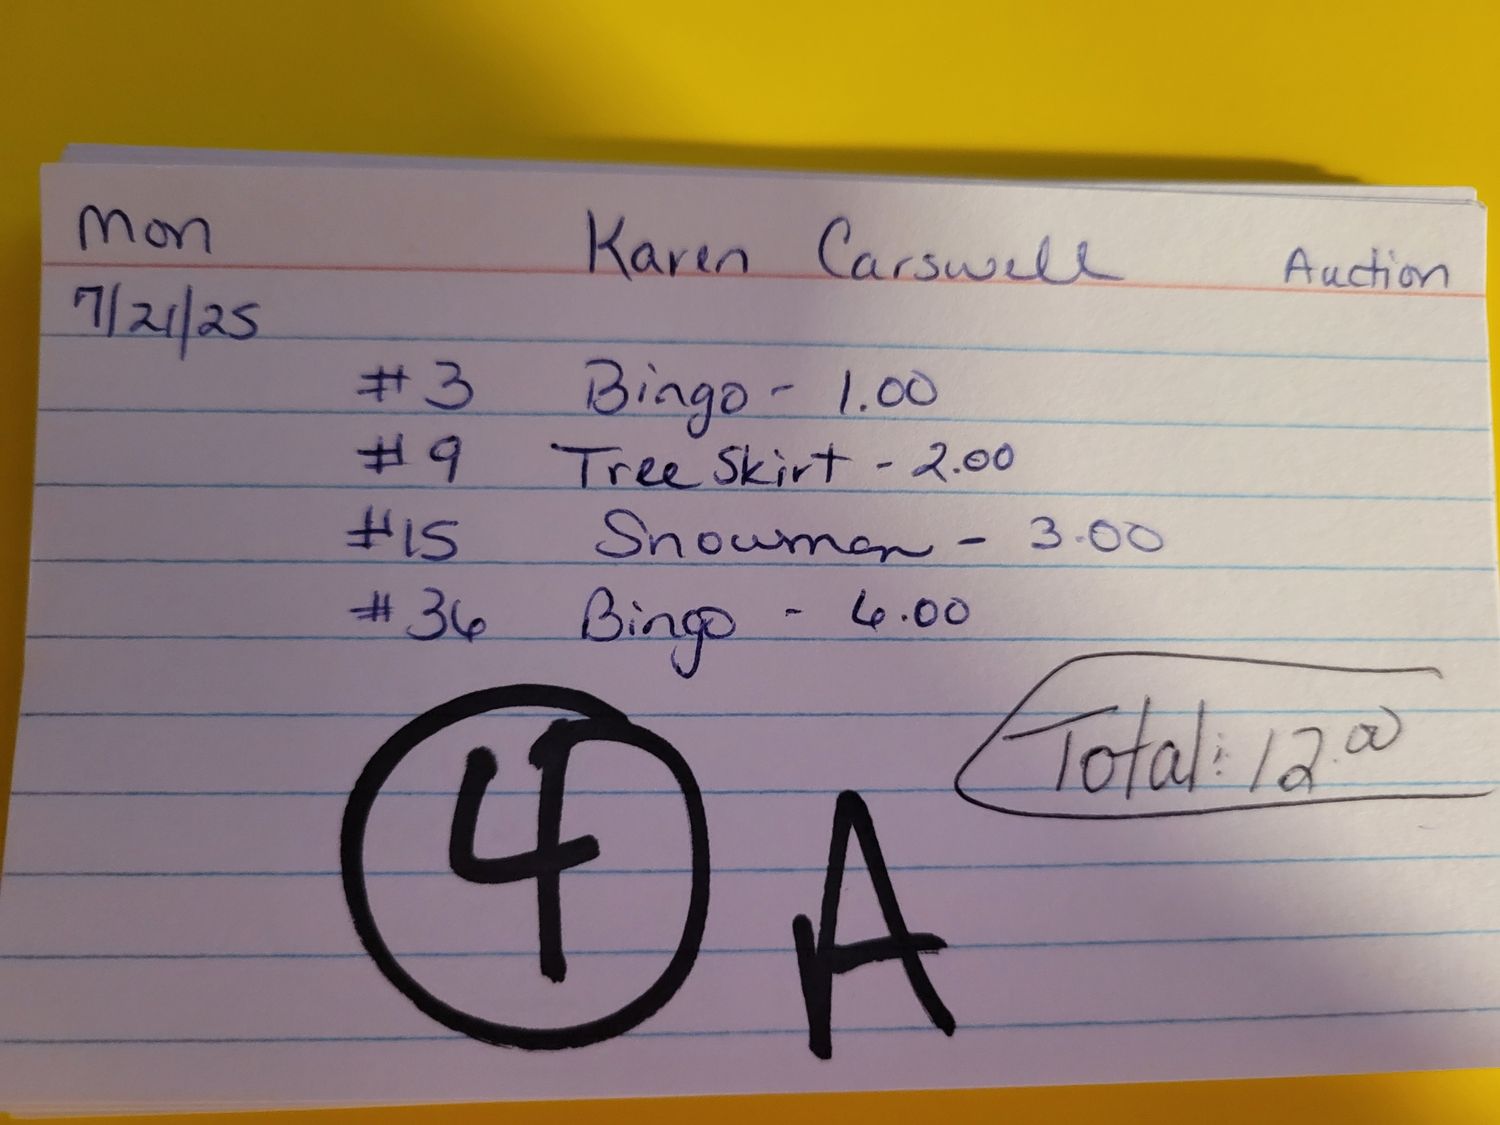 Mon Karen Carswell Auction
7/21/25
#3 Bingo - 1.00
#9 Tree Skirt - 2.00
#15 Snowman - 3.00
#36 Bingo - 6.00
Total: 12.00
4 A